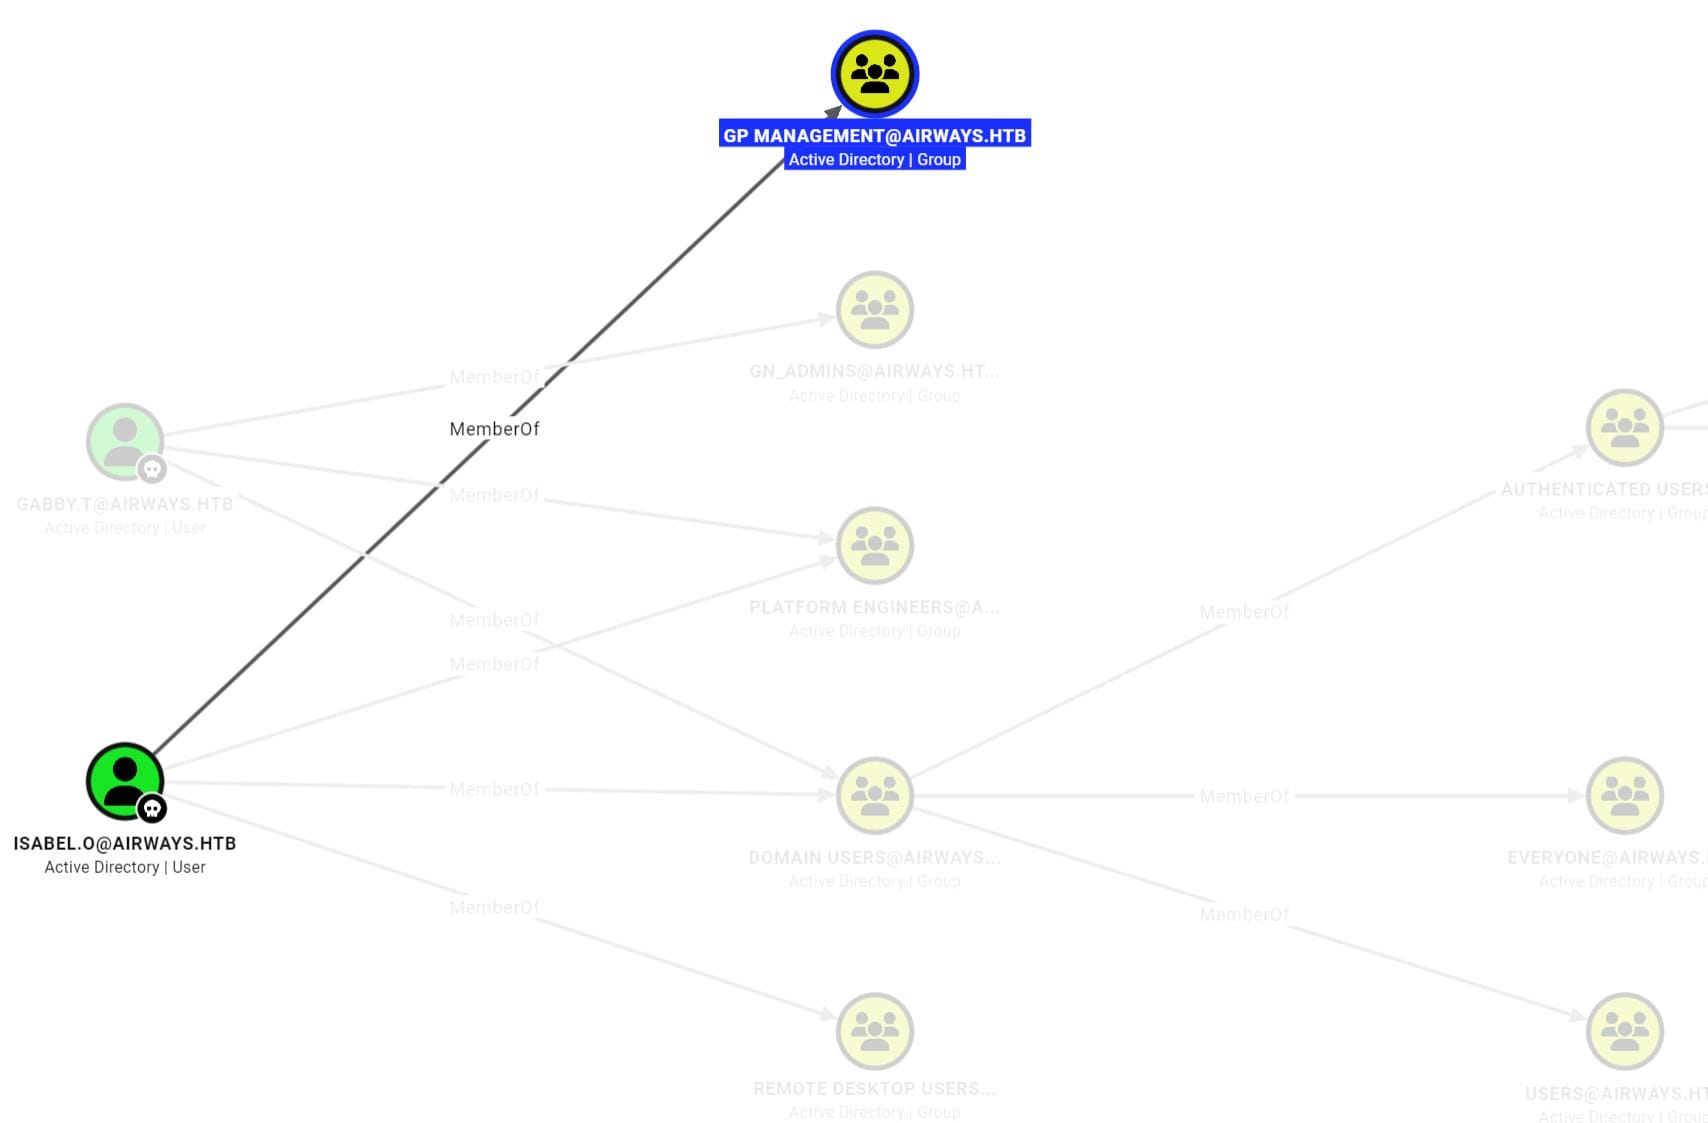 GP MANAGEMENT@AIRWAYS.HTB
Active Directory | Group
GN_ADMINS@AIRWAYS.HT...
Active Directory | Group
MemberOf
MemberOf
GABBY.T@AIRWAYS.HTB
Active Directory | User
MemberOf
AUTHENTICATED USERS
Active Directory | Group
PLATFORM ENGINEERS@A...
Active Directory | Group
MemberOf
MemberOf
MemberOf
ISABEL.O@AIRWAYS.HTB
Active Directory | User
MemberOf
MemberOf
DOMAIN USERS@AIRWAYS...
Active Directory | Group
EVERYONE@AIRWAYS.
Active Directory | Group
MemberOf
MemberOf
REMOTE DESKTOP USERS...
Active Directory | Group
USERS@AIRWAYS.HT
Active Directory | Group